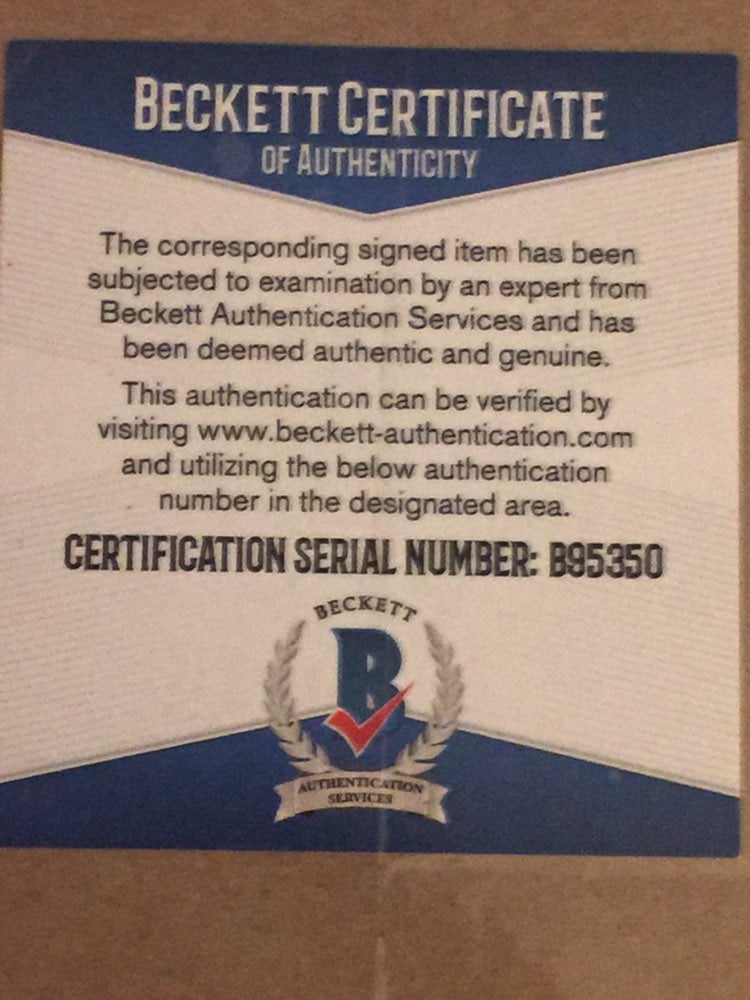 BECKETT CERTIFICATE
OF AUTHENTICITY
The corresponding signed item has been
subjected to examination by an expert from
Beckett Authentication Services and has
been deemed authentic and genuine.
This authentication can be verified by
visiting www.beckett-authentication.com
and utilizing the below authentication
number in the designated area.
CERTIFICATION SERIAL NUMBER: B95350
BECKETT
B
AUTHENTICATION
SERVICES